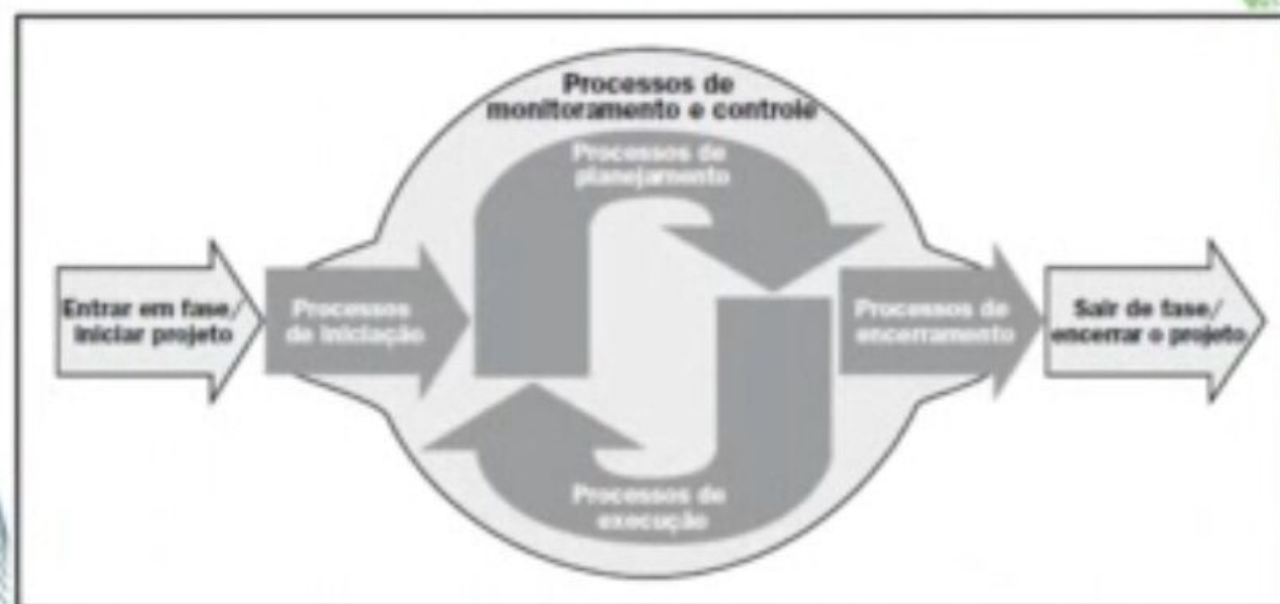 Processos de
monitoramento e controle
Processos de
planejamento
Entrar em fase/
iniciar projeto
Processos
de iniciação
Processos de
encerramento
Sair de fase/
encerrar o projeto
Processos de
execução